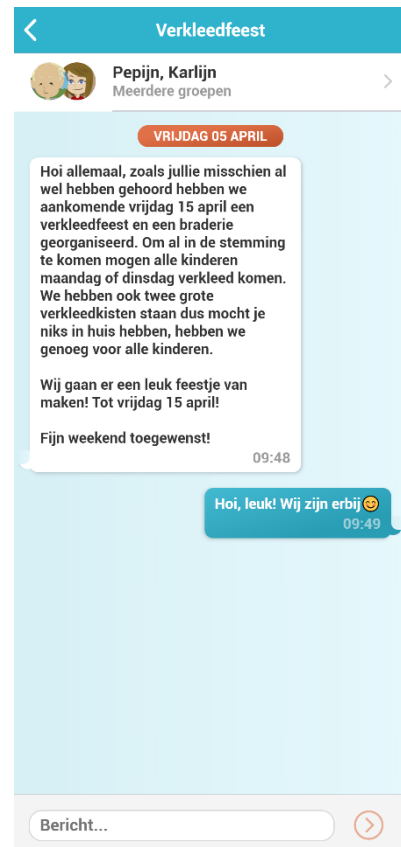 Verkleedfeest
Pepijn, Karlijn
Meerdere groepen
VRIJDAG 05 APRIL
Hoi allemaal, zoals jullie misschien al
wel hebben gehoord hebben we
aankomende vrijdag 15 april een
verkleedfeest en een braderie
georganiseerd. Om al in de stemming
te komen mogen alle kinderen
maandag of dinsdag verkleed komen.
We hebben ook twee grote
verkleedkisten staan dus mocht je
niks in huis hebben, hebben we
genoeg voor alle kinderen.
Wij gaan er een leuk feestje van
maken! Tot vrijdag 15 april!
Fijn weekend toegewenst!
09:48
Hoi, leuk! Wij zijn erbij😊
09:49
Bericht...